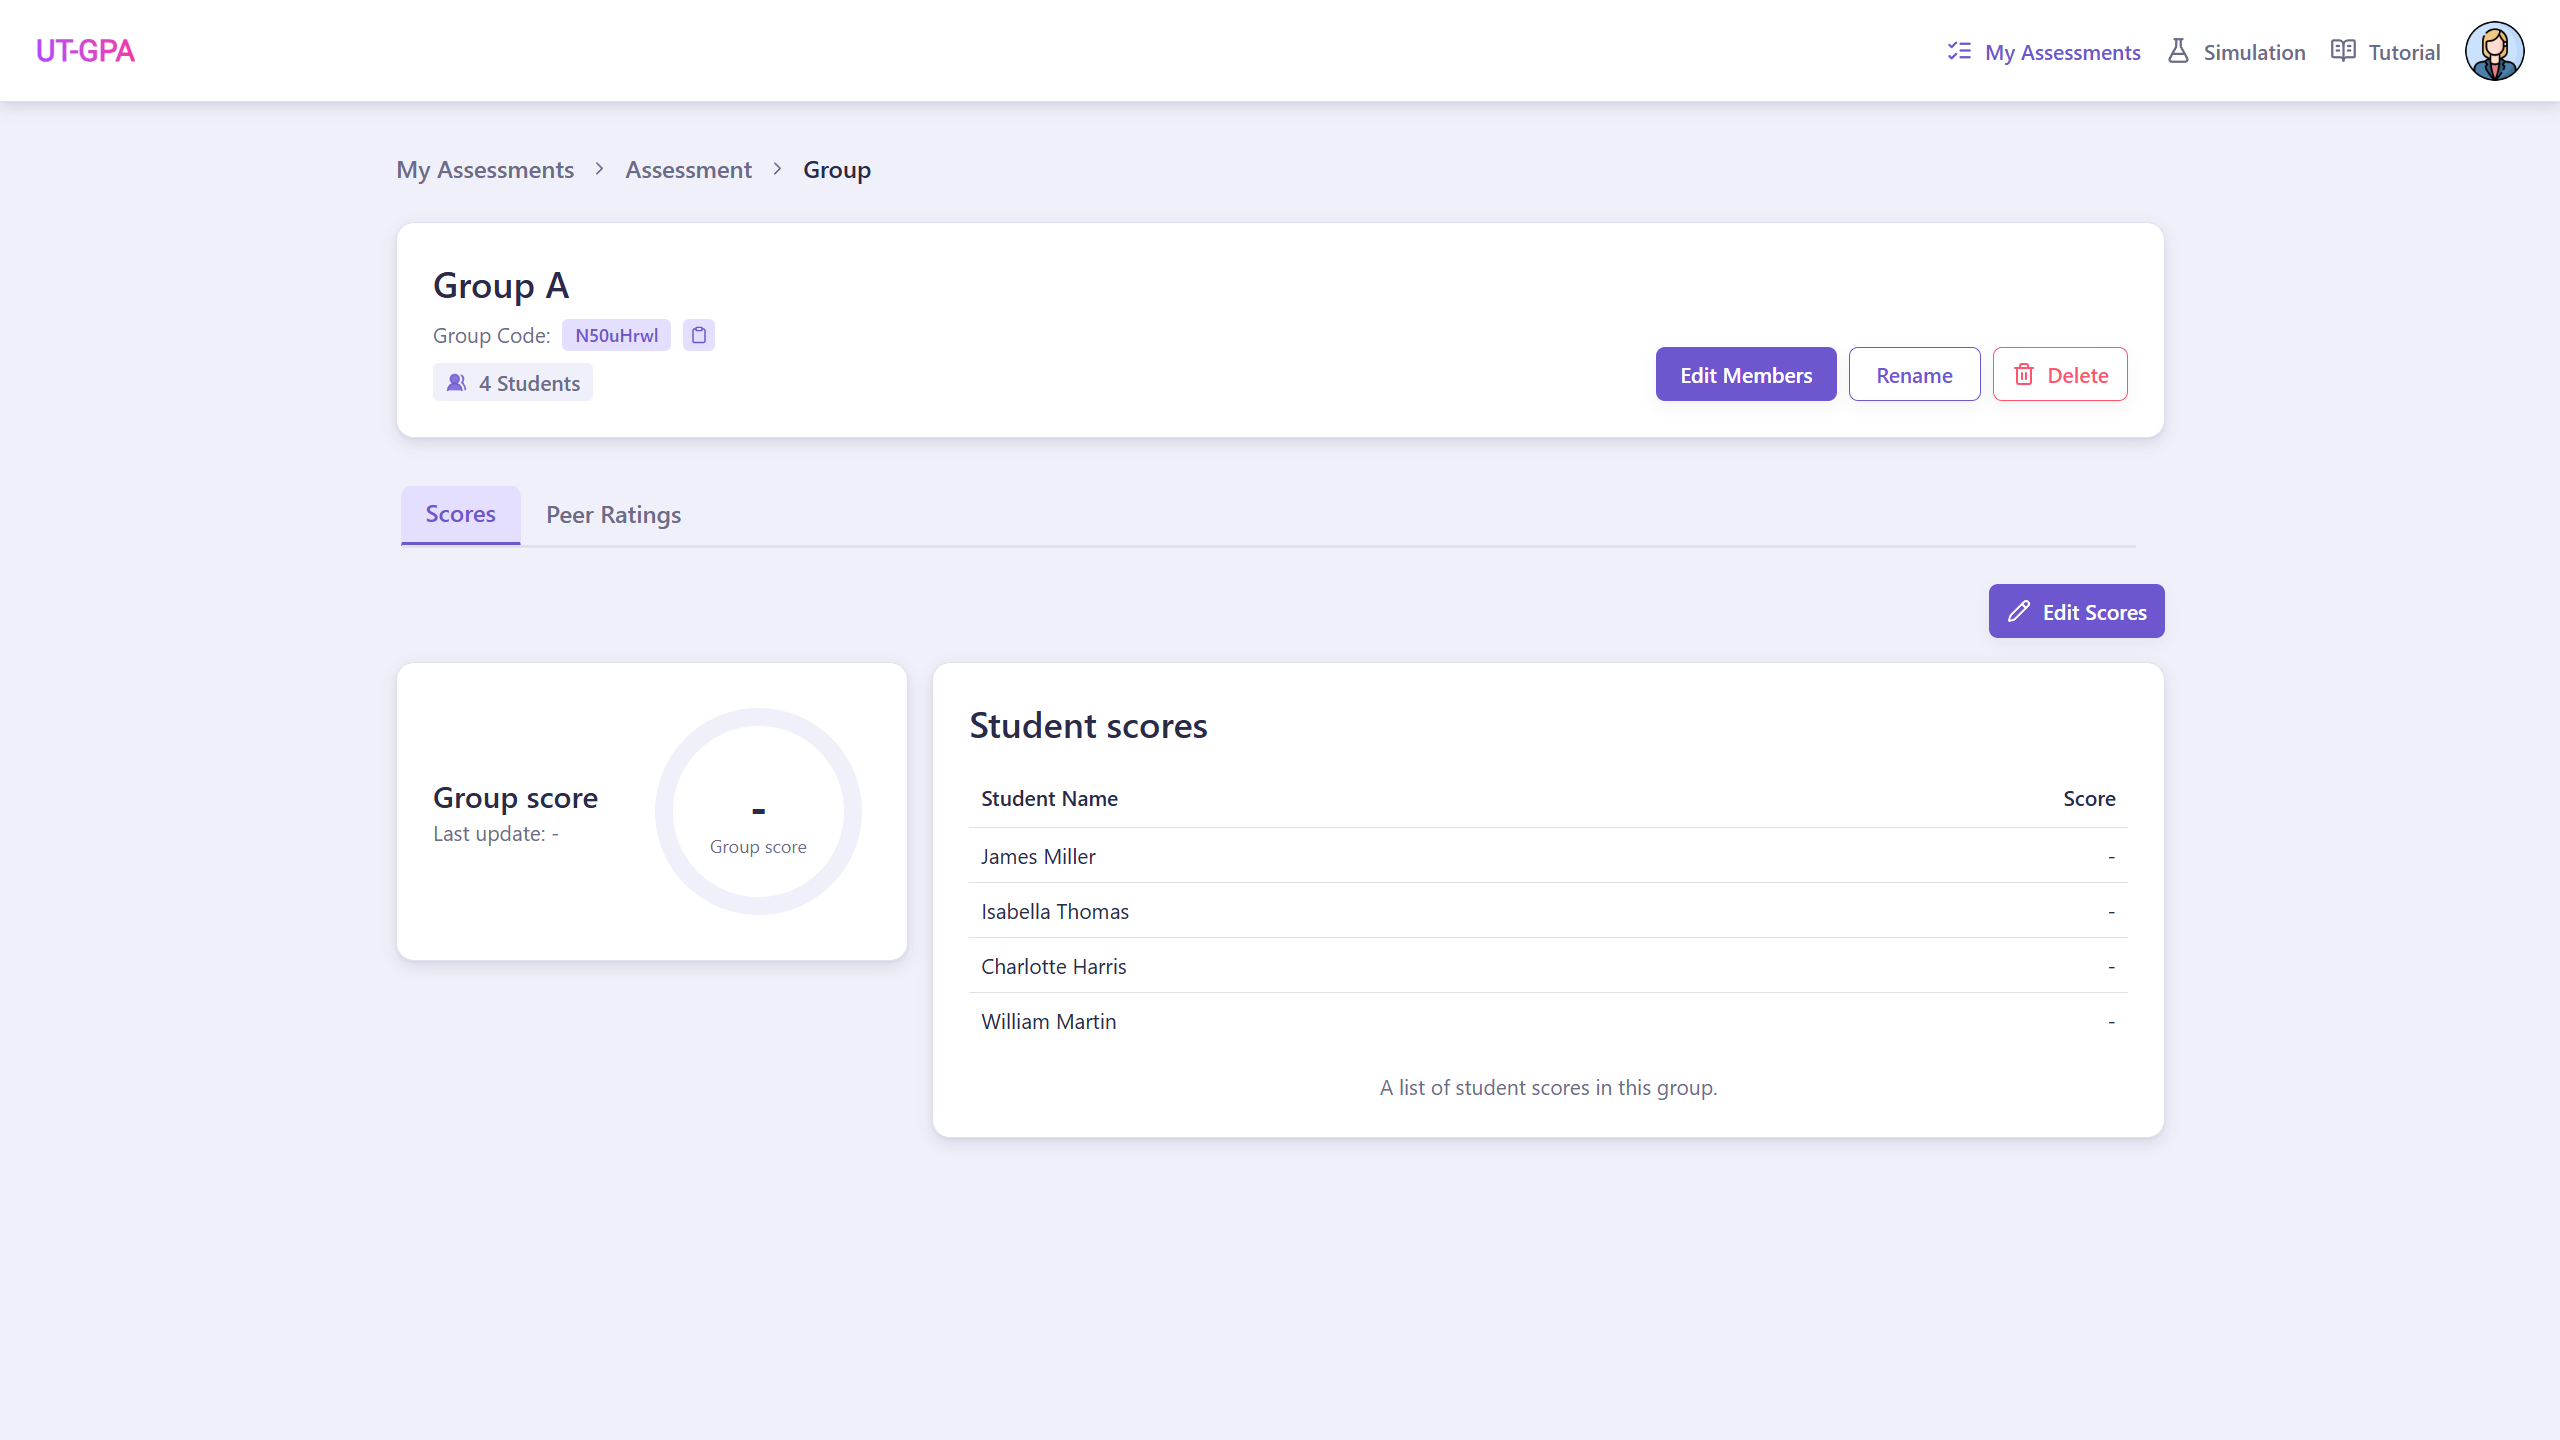 UT-GPA
My Assessments
Simulation
Tutorial
My Assessments > Assessment > Group
Group A
Group Code: N50uHrwl
4 Students
Edit Members
Rename
Delete
Scores
Peer Ratings
Edit Scores
Group score
Last update: -
-
Group score
Student scores
Student Name Score
James Miller -
Isabella Thomas -
Charlotte Harris -
William Martin -
A list of student scores in this group.